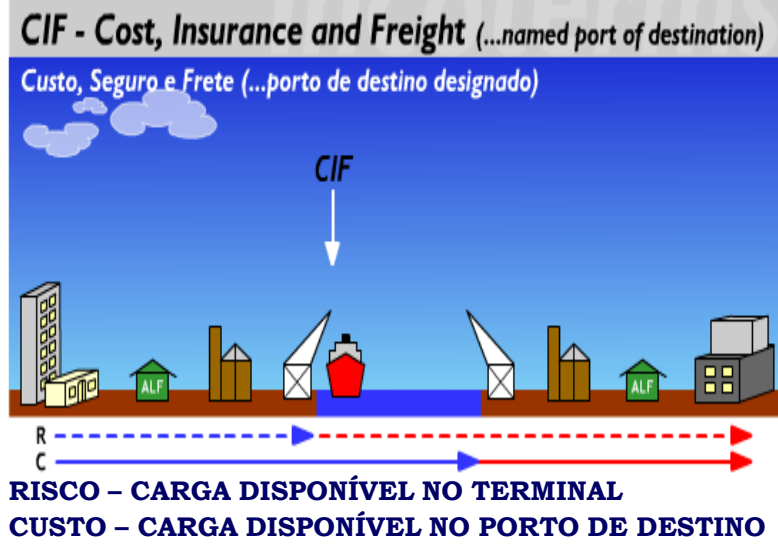 Incoterms
CIF - Cost, Insurance and Freight (...named port of destination)
Custo, Seguro e Frete (...porto de destino designado)
CIF
ALF
ALF
R
C
RISCO – CARGA DISPONÍVEL NO TERMINAL
CUSTO – CARGA DISPONÍVEL NO PORTO DE DESTINO